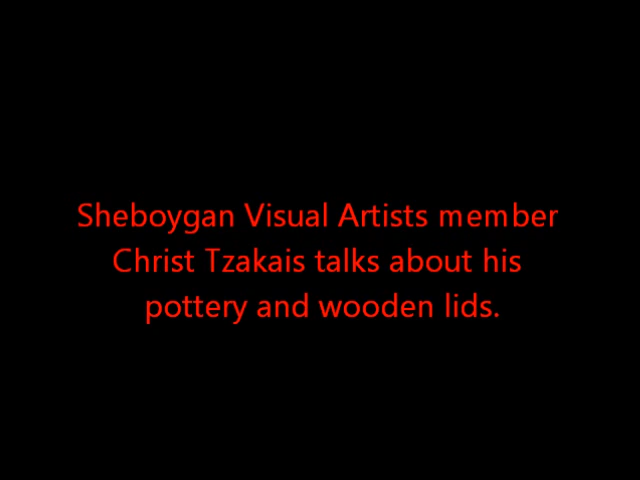 Sheboygan Visual Artists member
Christ Tzakais talks about his
pottery and wooden lids.